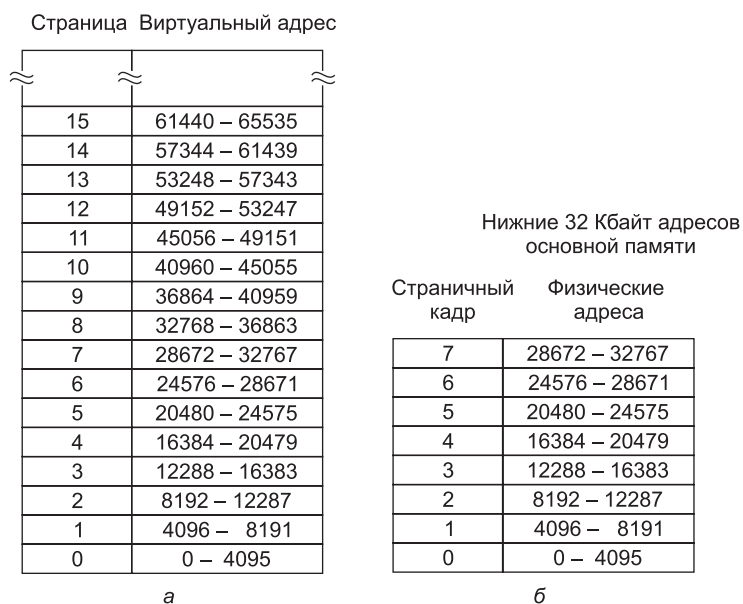 Страница Виртуальный адрес
15 61440 – 65535
14 57344 – 61439
13 53248 – 57343
12 49152 – 53247
11 45056 – 49151
10 40960 – 45055
9 36864 – 40959
8 32768 – 36863
7 28672 – 32767
6 24576 – 28671
5 20480 – 24575
4 16384 – 20479
3 12288 – 16383
2 8192 – 12287
1 4096 – 8191
0 0 – 4095
а
Нижние 32 Кбайт адресов
основной памяти
Страничный Физические
кадр адреса
7 28672 – 32767
6 24576 – 28671
5 20480 – 24575
4 16384 – 20479
3 12288 – 16383
2 8192 – 12287
1 4096 – 8191
0 0 – 4095
б